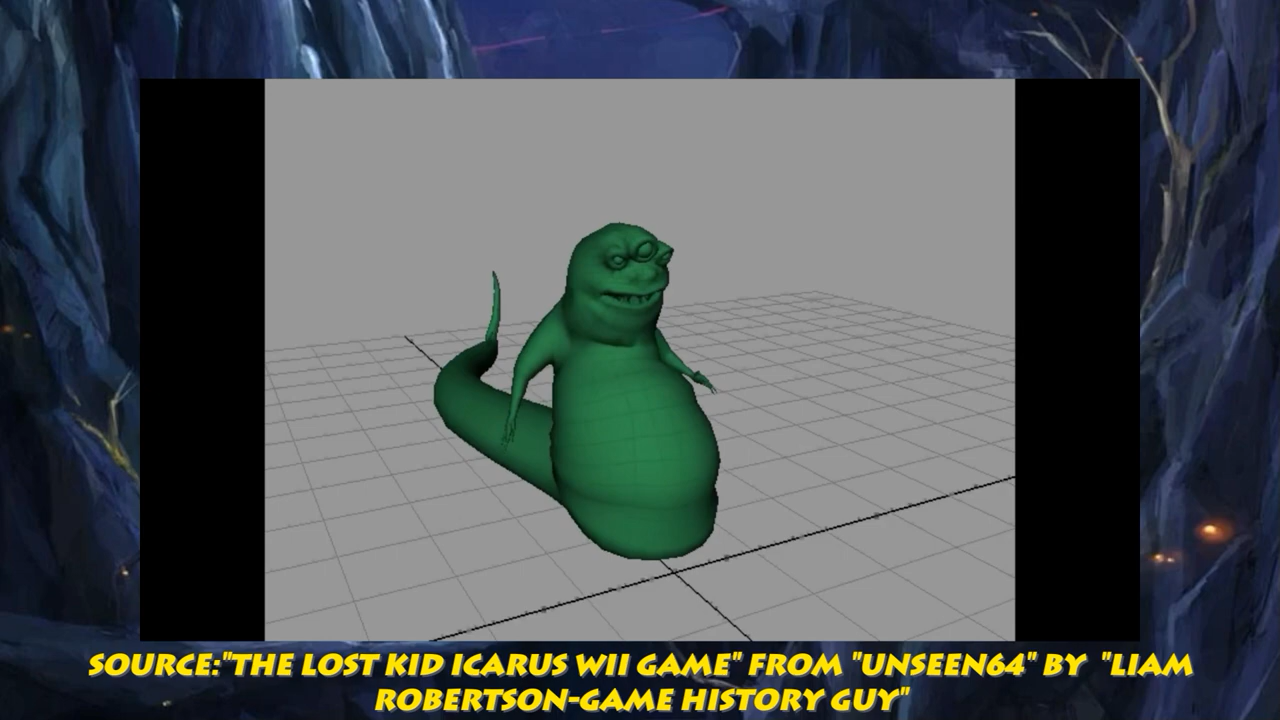 SOURCE:"THE LOST KID ICARUS WII GAME" FROM "UNSEEN64" BY "LIAM
ROBERTSON-GAME HISTORY GUY"